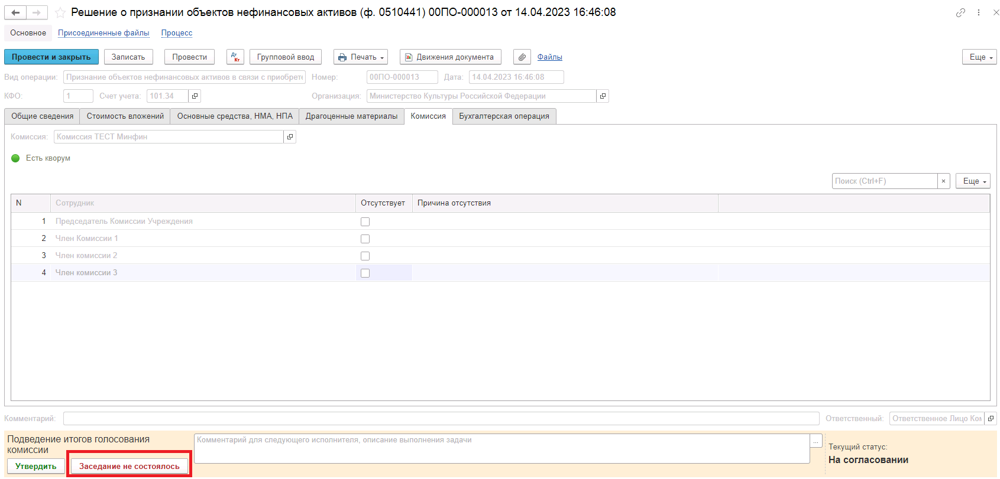 Решение о признании объектов нефинансовых активов (ф. 0510441) 00ПО-000013 от 14.04.2023 16:46:08
Основное Присоединенные файлы Процесс
Провести и закрыть Записать Провести Дт Кт Групповой ввод Печать Движения документа Файлы Еще
Вид операции: Признание объектов нефинансовых активов в связи с приобрете Номер: 00ПО-000013 Дата: 14.04.2023 16:46:08
КФО: 1 Счет учета: 101.34 Организация: Министерство Культуры Российской Федерации
Общие сведения Стоимость вложений Основные средства, НМА, НПА Драгоценные материалы Комиссия Бухгалтерская операция
Комиссия: Комиссия ТЕСТ Минфин
Есть кворум
Поиск (Ctrl+F) × Еще
N Сотрудник Отсутствует Причина отсутствия
1 Председатель Комиссии Учреждения
2 Член Комиссии 1
3 Член комиссии 2
4 Член комиссии 3
Комментарий: Ответственный: Ответственное Лицо Ком
Подведение итогов голосования
комиссии
Комментарий для следующего исполнителя, описание выполнения задачи ...
Утвердить Заседание не состоялось
Текущий статус:
На согласовании